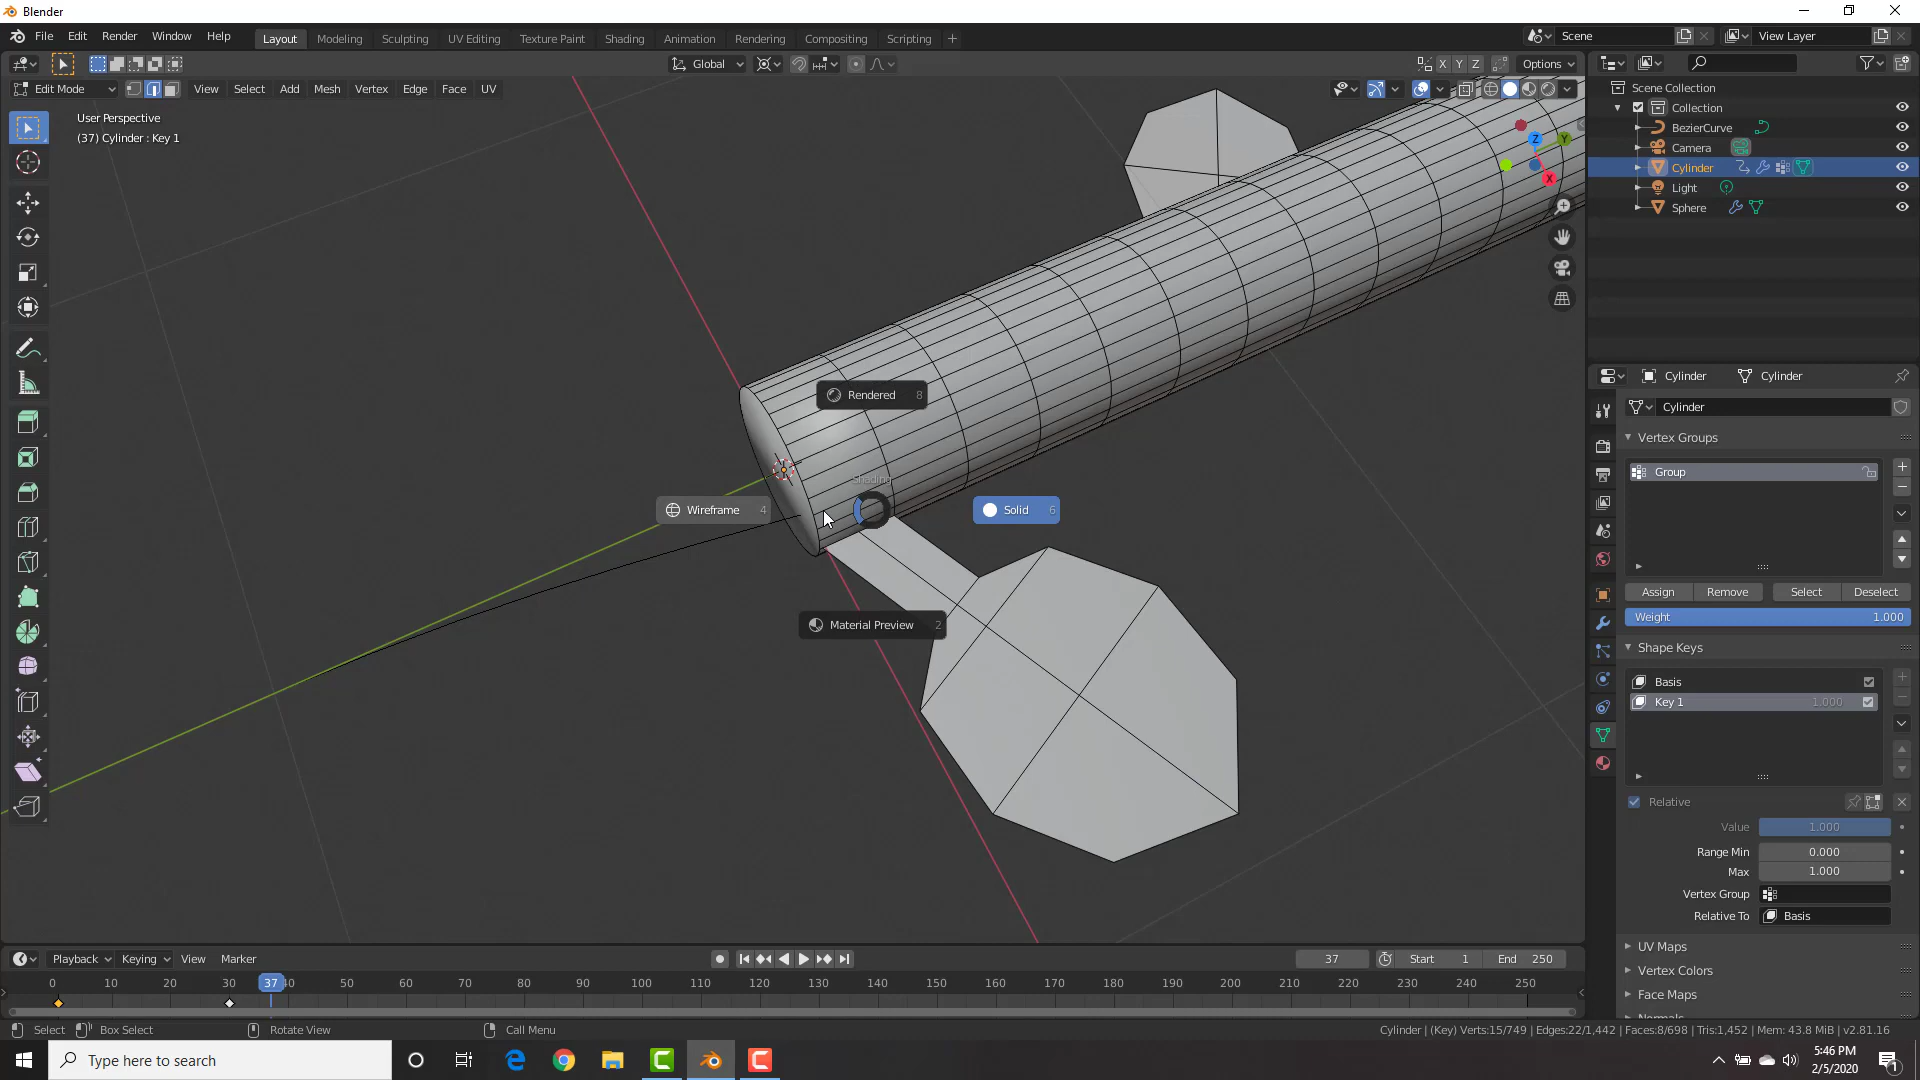 Blender
File Edit Render Window Help
Layout Modeling Sculpting UV Editing Texture Paint Shading Animation Rendering Compositing Scripting +
Scene
View Layer
Global
X Y Z Options
Edit Mode View Select Add Mesh Vertex Edge Face UV
User Perspective
(37) Cylinder : Key 1
Scene Collection
Collection
BezierCurve
Camera
Cylinder
Light
Sphere
Z Y X
Cylinder Cylinder
Cylinder
Vertex Groups
Group
Assign Remove Select Deselect
Weight 1.000
Shape Keys
Basis
Key 1 1.000
Relative
Value 1.000
Range Min 0.000
Max 1.000
Vertex Group
Relative To Basis
UV Maps
Vertex Colors
Face Maps
Normals
Rendered 8
Shading
Wireframe 4
Solid 6
Material Preview 2
Playback Keying View Marker
37 Start 1 End 250
0 10 20 30 37 40 50 60 70 80 90 100 110 120 130 140 150 160 170 180 190 200 210 220 230 240 250
Select Box Select Rotate View Call Menu
Cylinder | (Key) Verts:15/749 | Edges:22/1,442 | Faces:8/698 | Tris:1,452 | Mem: 43.8 MiB | v2.81.16
Type here to search
5:46 PM
2/5/2020
1